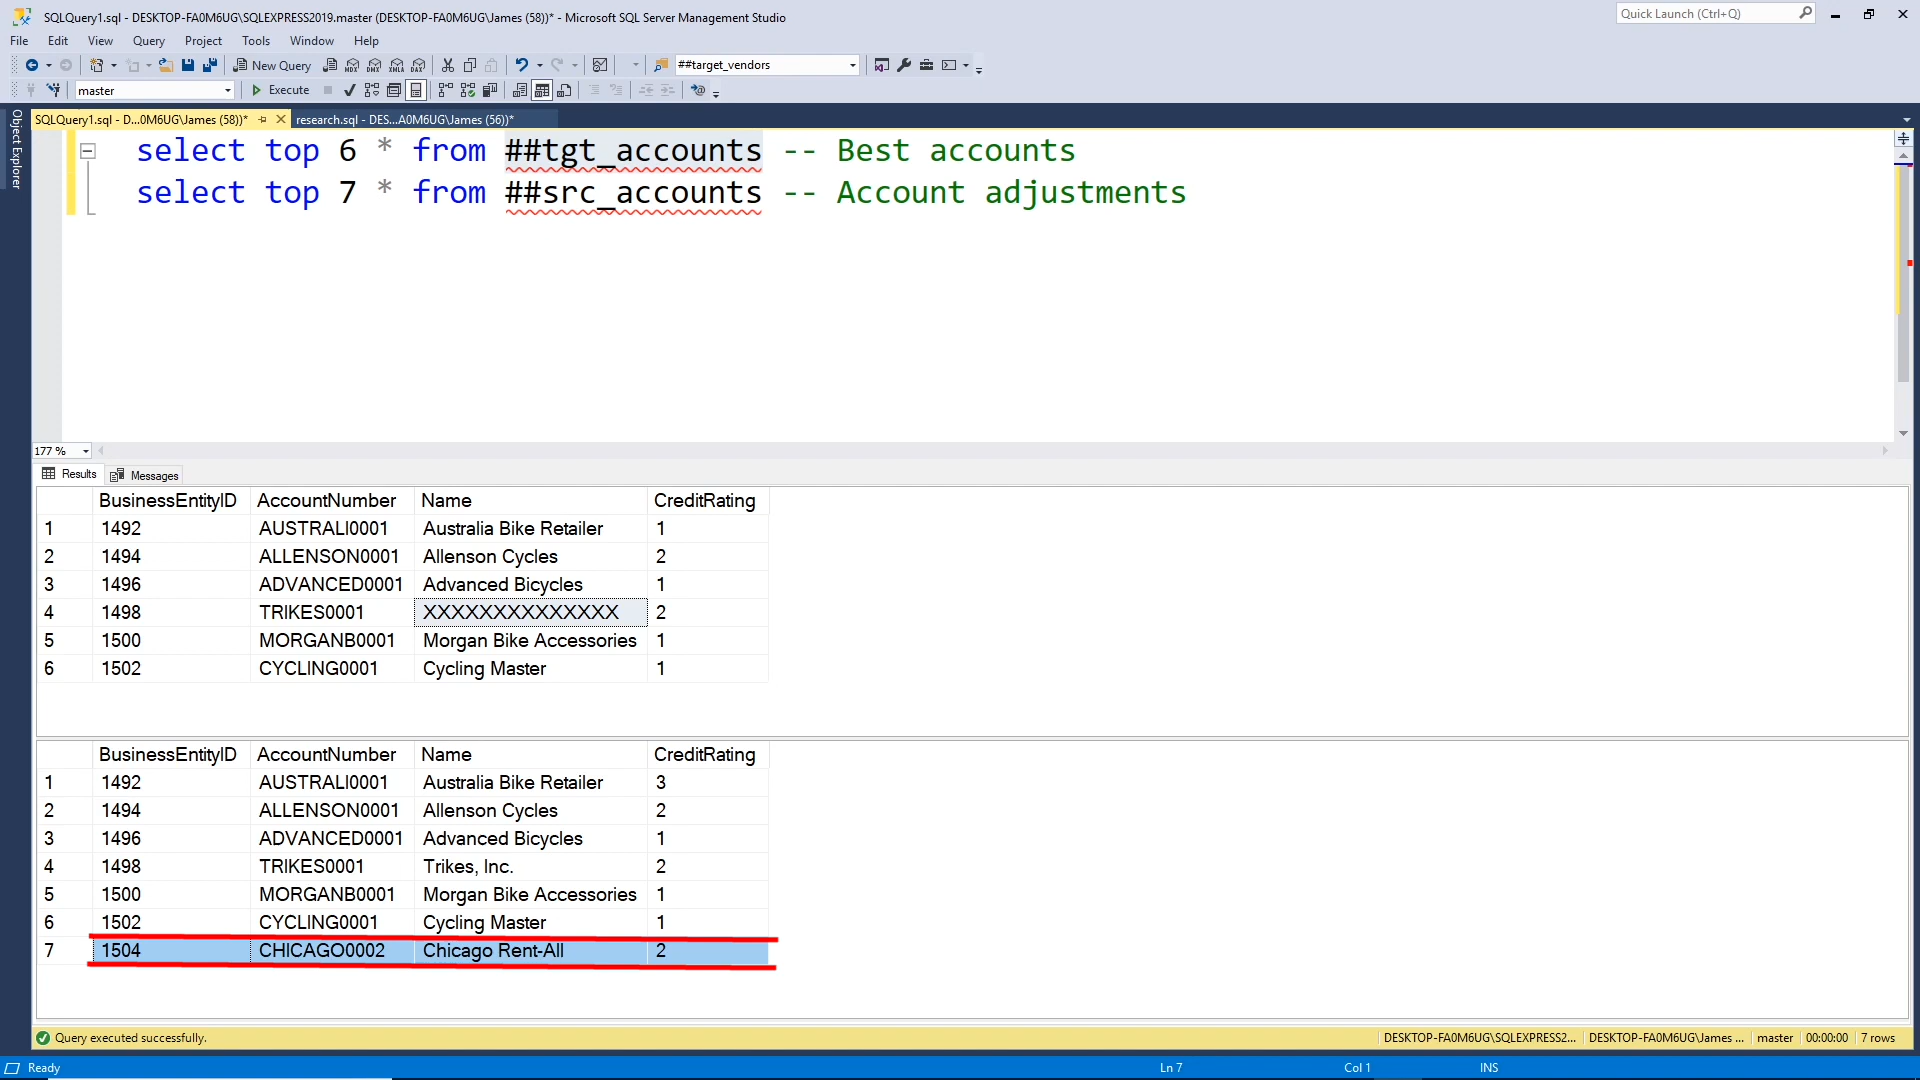 SQLQuery1.sql - DESKTOP-FA0M6UG\SQLEXPRESS2019.master (DESKTOP-FA0M6UG\James (58))* - Microsoft SQL Server Management Studio
Quick Launch (Ctrl+Q)
File Edit View Query Project Tools Window Help
New Query
##target_vendors
master
Execute
SQLQuery1.sql - D...0M6UG\James (58))*
research.sql - DES...A0M6UG\James (56))*
Object Explorer
select top 6 * from ##tgt_accounts -- Best accounts
select top 7 * from ##src_accounts -- Account adjustments
177 %
Results
Messages
BusinessEntityID AccountNumber Name CreditRating
1 1492 AUSTRALI0001 Australia Bike Retailer 1
2 1494 ALLENSON0001 Allenson Cycles 2
3 1496 ADVANCED0001 Advanced Bicycles 1
4 1498 TRIKES0001 XXXXXXXXXXXXXX 2
5 1500 MORGANB0001 Morgan Bike Accessories 1
6 1502 CYCLING0001 Cycling Master 1
BusinessEntityID AccountNumber Name CreditRating
1 1492 AUSTRALI0001 Australia Bike Retailer 3
2 1494 ALLENSON0001 Allenson Cycles 2
3 1496 ADVANCED0001 Advanced Bicycles 1
4 1498 TRIKES0001 Trikes, Inc. 2
5 1500 MORGANB0001 Morgan Bike Accessories 1
6 1502 CYCLING0001 Cycling Master 1
7 1504 CHICAGO0002 Chicago Rent-All 2
Query executed successfully.
DESKTOP-FA0M6UG\SQLEXPRESS2... DESKTOP-FA0M6UG\James ... master 00:00:00 7 rows
Ready
Ln 7
Col 1
INS